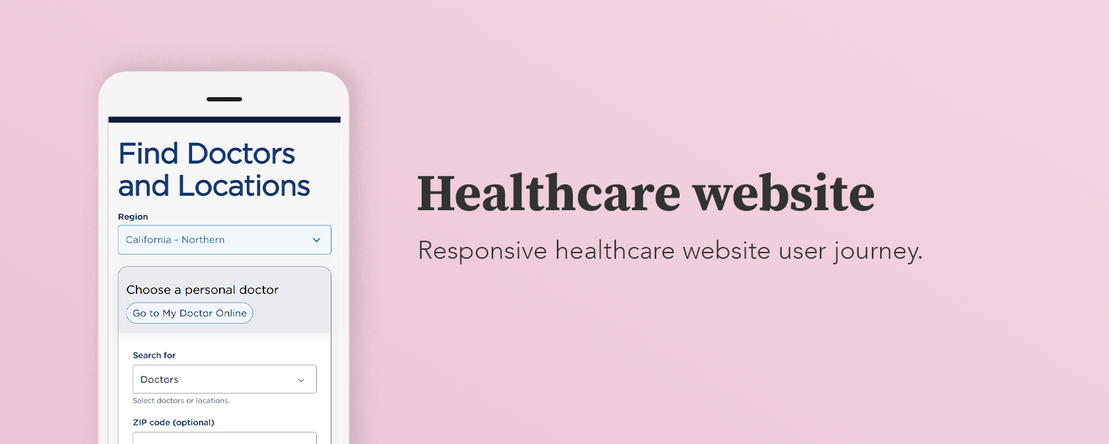 Find Doctors
and Locations
Region
California - Northern
Choose a personal doctor
Go to My Doctor Online
Search for
Doctors
Select doctors or locations.
ZIP code (optional)
Healthcare website
Responsive healthcare website user journey.